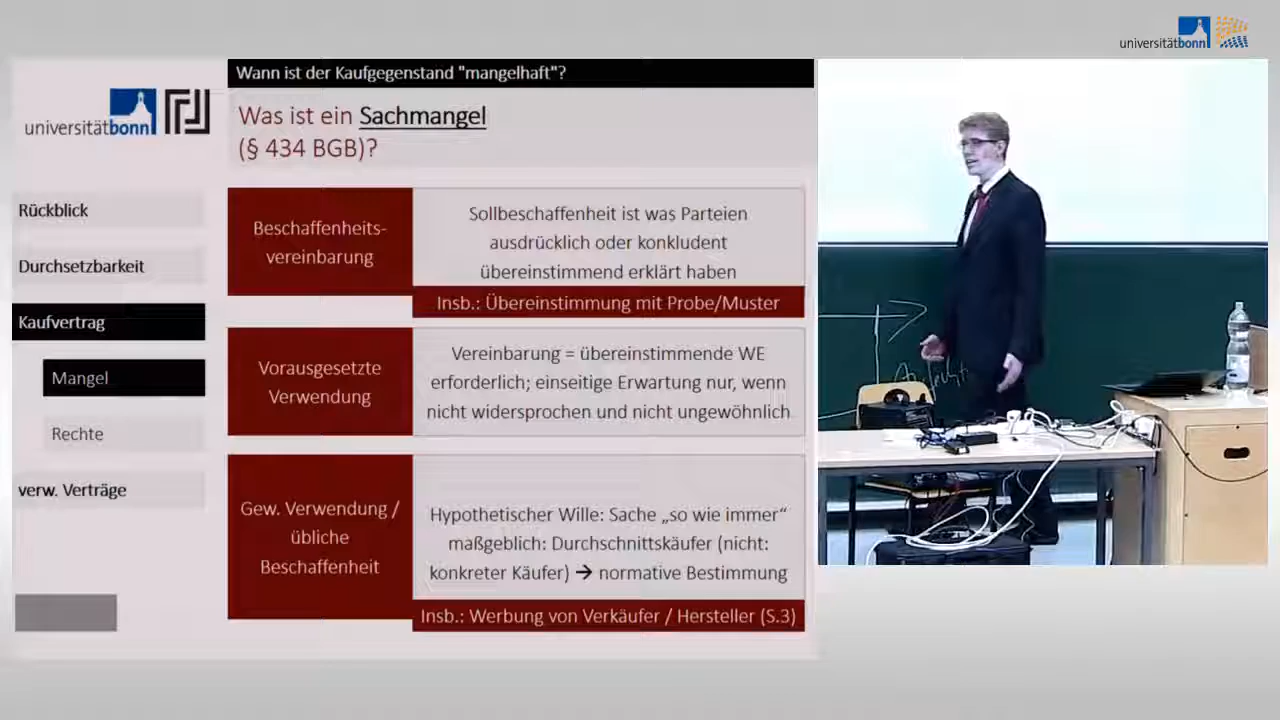 universitätbonn
Wann ist der Kaufgegenstand "mangelhaft"?
universitätbonn
Was ist ein Sachmangel
(§ 434 BGB)?
Rückblick
Durchsetzbarkeit
Kaufvertrag
Mangel
Rechte
verw. Verträge
Beschaffenheits-
vereinbarung
Sollbeschaffenheit ist was Parteien
ausdrücklich oder konkludent
übereinstimmend erklärt haben
Insb.: Übereinstimmung mit Probe/Muster
Vorausgesetzte
Verwendung
Vereinbarung = übereinstimmende WE
erforderlich; einseitige Erwartung nur, wenn
nicht widersprochen und nicht ungewöhnlich
Gew. Verwendung /
übliche
Beschaffenheit
Hypothetischer Wille: Sache „so wie immer“
maßgeblich: Durchschnittskäufer (nicht:
konkreter Käufer) → normative Bestimmung
Insb.: Werbung von Verkäufer / Hersteller (S.3)